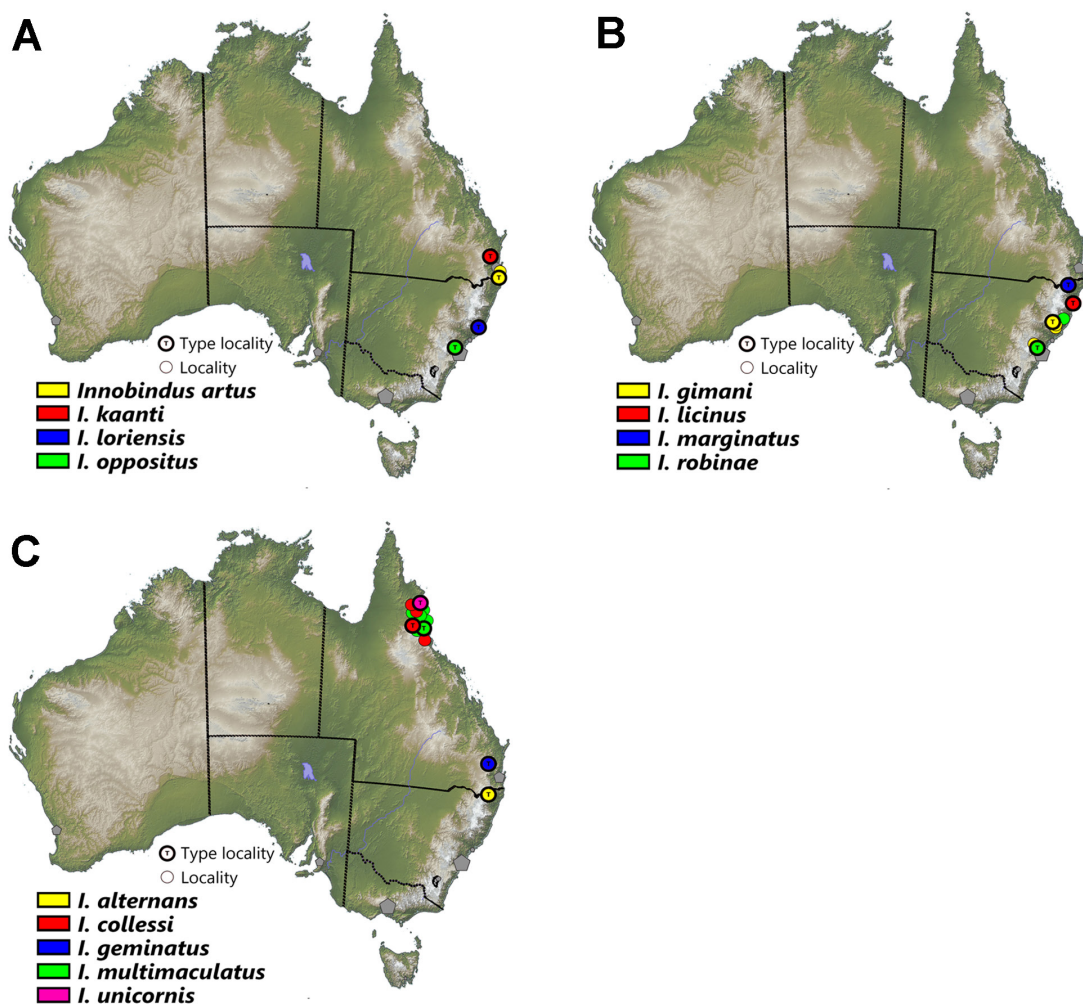 A
T Type locality
Locality
Innobindus artus
I. kaanti
I. loriensis
I. oppositus
B
T Type locality
Locality
I. gimani
I. licinus
I. marginatus
I. robinae
C
T Type locality
Locality
I. alternans
I. collessi
I. geminatus
I. multimaculatus
I. unicornis